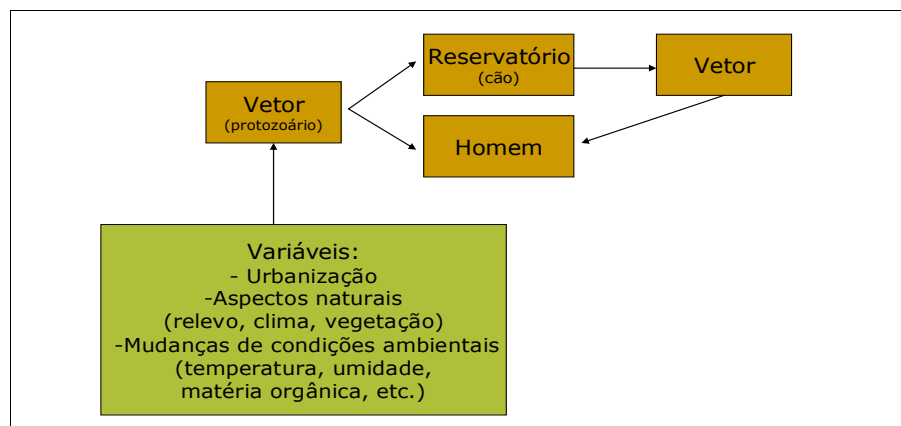 Reservatório
(cão)
Vetor
Vetor
(protozoário)
Homem
Variáveis:
- Urbanização
-Aspectos naturais
(relevo, clima, vegetação)
-Mudanças de condições ambientais
(temperatura, umidade,
matéria orgânica, etc.)